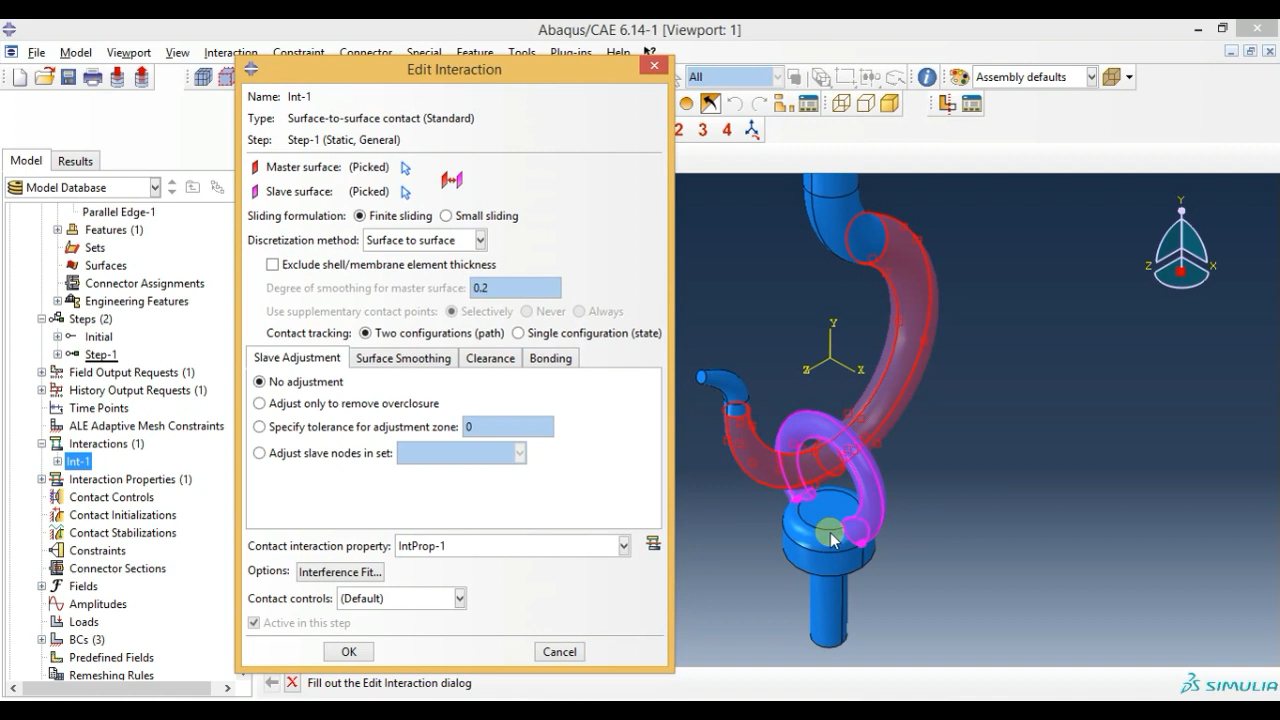 Abaqus/CAE 6.14-1 [Viewport: 1]
File Model Viewport View Interaction Constraint Connector Special Feature Tools Plug-ins Help
All
Assembly defaults
2 3 4
Model Results
Model Database
Parallel Edge-1
Features (1)
Sets
Surfaces
Connector Assignments
Engineering Features
Steps (2)
Initial
Step-1
Field Output Requests (1)
History Output Requests (1)
Time Points
ALE Adaptive Mesh Constraints
Interactions (1)
Int-1
Interaction Properties (1)
Contact Controls
Contact Initializations
Contact Stabilizations
Constraints
Connector Sections
Fields
Amplitudes
Loads
BCs (3)
Predefined Fields
Remeshing Rules
Edit Interaction
Name: Int-1
Type: Surface-to-surface contact (Standard)
Step: Step-1 (Static, General)
Master surface: (Picked)
Slave surface: (Picked)
Sliding formulation: Finite sliding Small sliding
Discretization method: Surface to surface
Exclude shell/membrane element thickness
Degree of smoothing for master surface: 0.2
Use supplementary contact points: Selectively Never Always
Contact tracking: Two configurations (path) Single configuration (state)
Slave Adjustment Surface Smoothing Clearance Bonding
No adjustment
Adjust only to remove overclosure
Specify tolerance for adjustment zone: 0
Adjust slave nodes in set:
Contact interaction property: IntProp-1
Options: Interference Fit...
Contact controls: (Default)
Active in this step
OK Cancel
Fill out the Edit Interaction dialog
Y
Z X
Y
Z X
SIMULIA